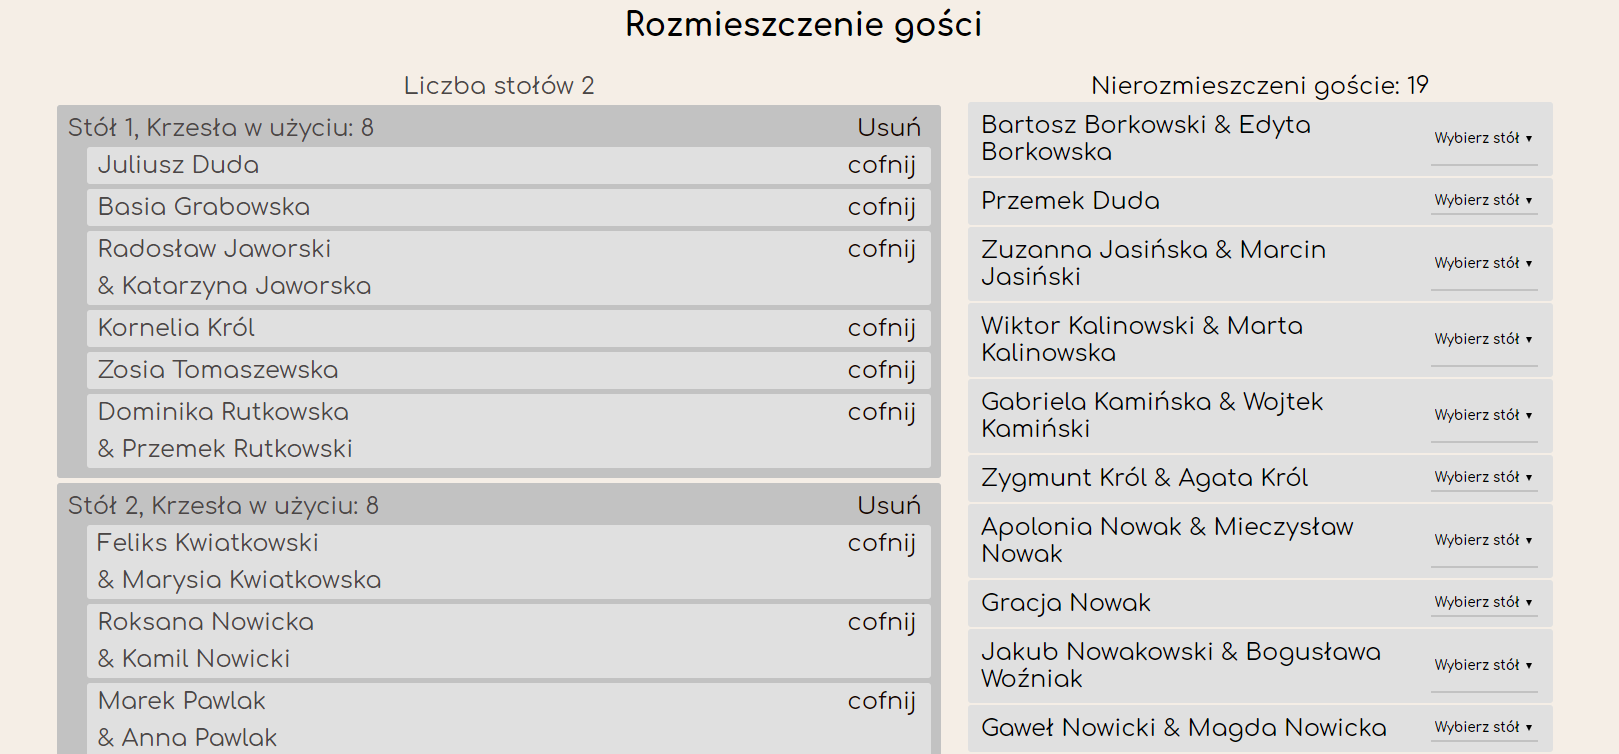 Rozmieszczenie gości
Liczba stołów 2
Stół 1, Krzesła w użyciu: 8 Usuń
Juliusz Duda cofnij
Basia Grabowska cofnij
Radosław Jaworski cofnij
& Katarzyna Jaworska
Kornelia Król cofnij
Zosia Tomaszewska cofnij
Dominika Rutkowska cofnij
& Przemek Rutkowski
Stół 2, Krzesła w użyciu: 8 Usuń
Feliks Kwiatkowski cofnij
& Marysia Kwiatkowska
Roksana Nowicka cofnij
& Kamil Nowicki
Marek Pawlak cofnij
& Anna Pawlak
Nierozmieszczeni goście: 19
Bartosz Borkowski & Edyta
Borkowska
Wybierz stół ▾
Przemek Duda Wybierz stół ▾
Zuzanna Jasińska & Marcin
Jasiński
Wybierz stół ▾
Wiktor Kalinowski & Marta
Kalinowska
Wybierz stół ▾
Gabriela Kamińska & Wojtek
Kamiński
Wybierz stół ▾
Zygmunt Król & Agata Król Wybierz stół ▾
Apolonia Nowak & Mieczysław
Nowak
Wybierz stół ▾
Gracja Nowak Wybierz stół ▾
Jakub Nowakowski & Bogusława
Woźniak
Wybierz stół ▾
Gaweł Nowicki & Magda Nowicka Wybierz stół ▾